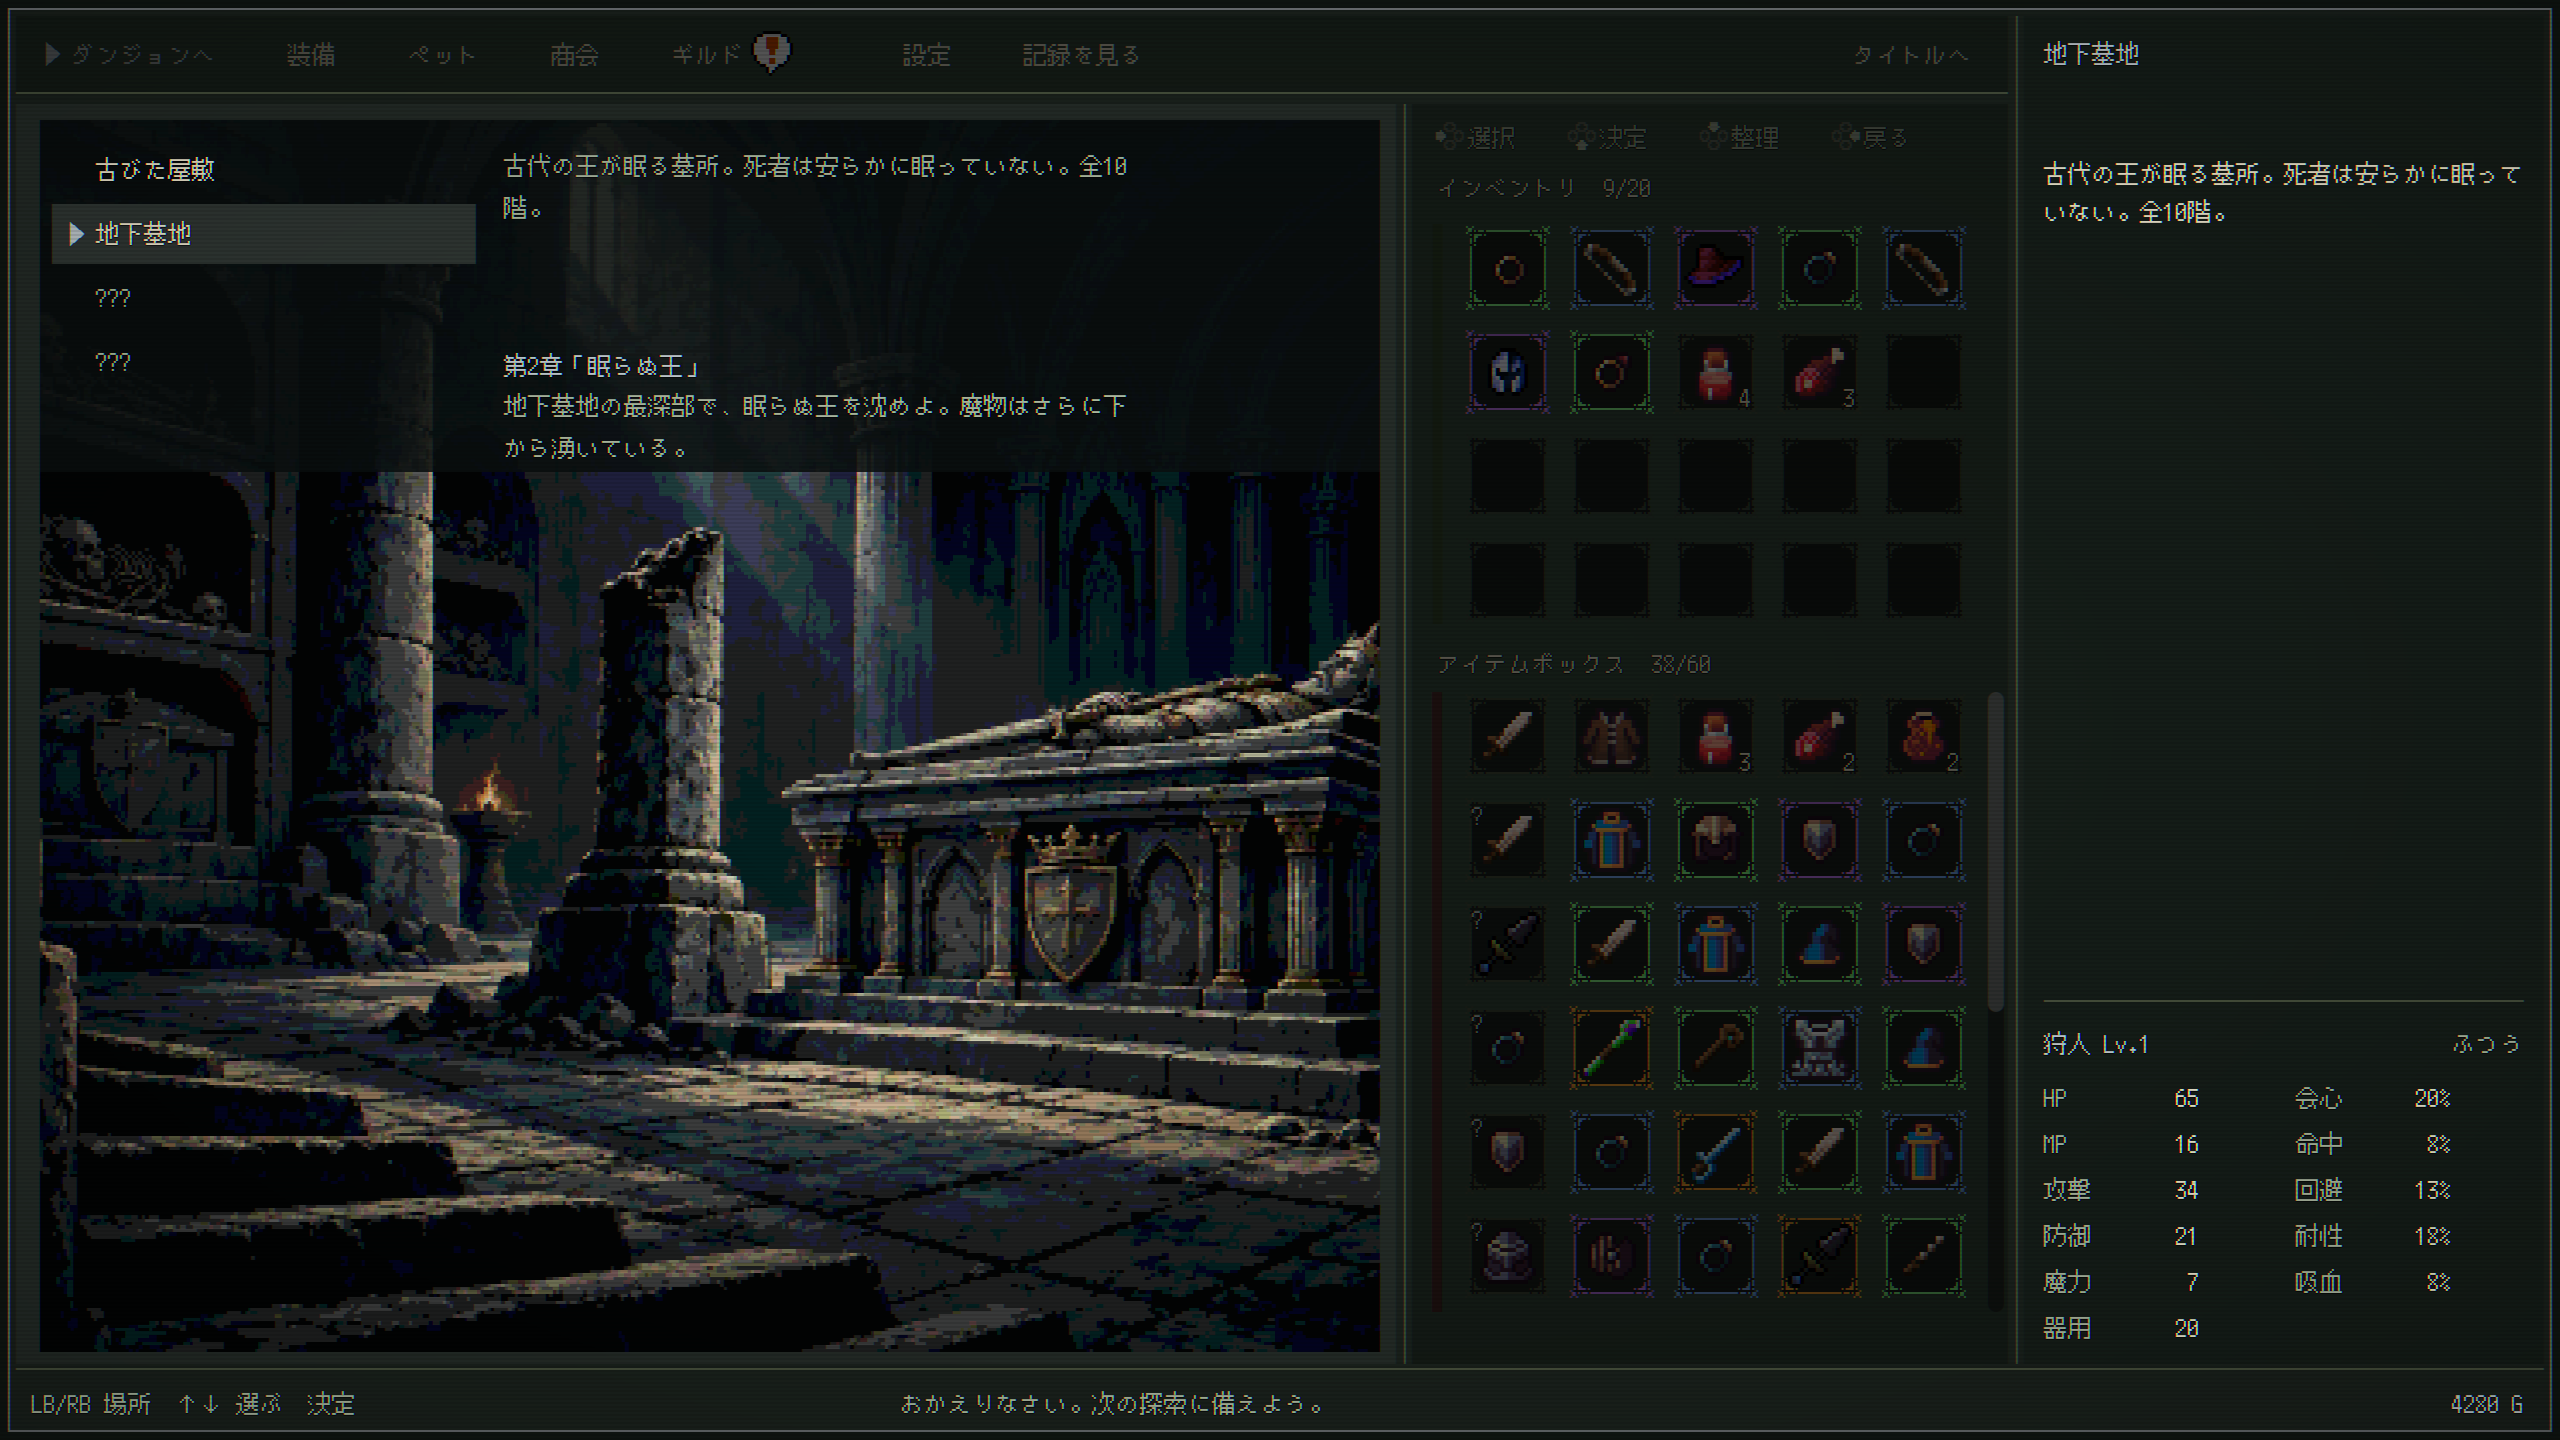 ダンジョンへ 装備 ペット 商会 ギルド 設定 記録を見る タイトルへ
古びた屋敷
地下墓地
???
???
古代の王が眠る墓所。死者は安らかに眠っていない。全10
階。
第2章「眠らぬ王」
地下墓地の最深部で、眠らぬ王を沈めよ。魔物はさらに下
から湧いている。
選択 決定 整理 戻る
インベントリ 9/20
4
3
アイテムボックス 38/60
3
2
2
?
?
?
?
?
地下墓地
古代の王が眠る墓所。死者は安らかに眠って
いない。全10階。
狩人 Lv.1 ふつう
HP 65 会心 20%
MP 16 命中 8%
攻撃 34 回避 13%
防御 21 耐性 18%
魔力 7 吸血 8%
器用 20
LB/RB 場所 ↑↓ 選ぶ 決定
おかえりなさい。次の探索に備えよう。
4280 G